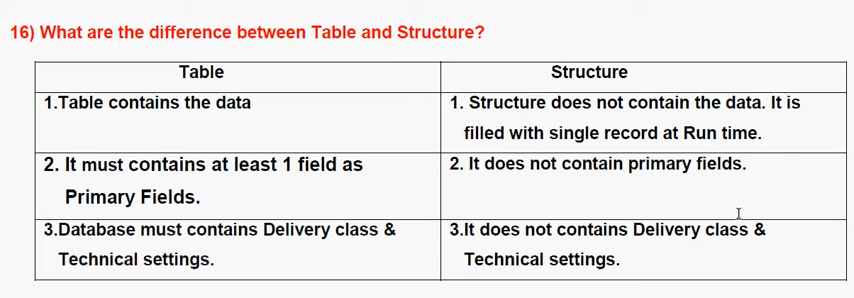 16) What are the difference between Table and Structure?
Table
Structure
1.Table contains the data
1. Structure does not contain the data. It is
filled with single record at Run time.
2. It must contains at least 1 field as
Primary Fields.
2. It does not contain primary fields.
3.Database must contains Delivery class &
Technical settings.
3.It does not contains Delivery class &
Technical settings.